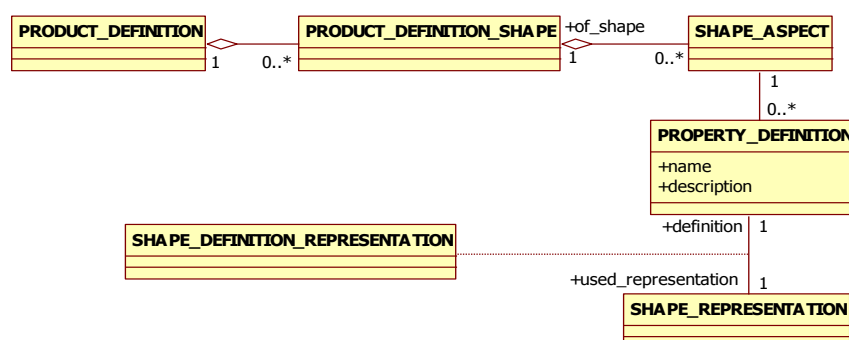 PRODUCT_DEFINITION
PRODUCT_DEFINITION_SHAPE
+of_shape
SHAPE_ASPECT
1
0..*
1
0..*
1
0..*
PROPERTY_DEFINITION
+name
+description
+definition
1
SHAPE_DEFINITION_REPRESENTATION
+used_representation
1
SHAPE_REPRESENTATION